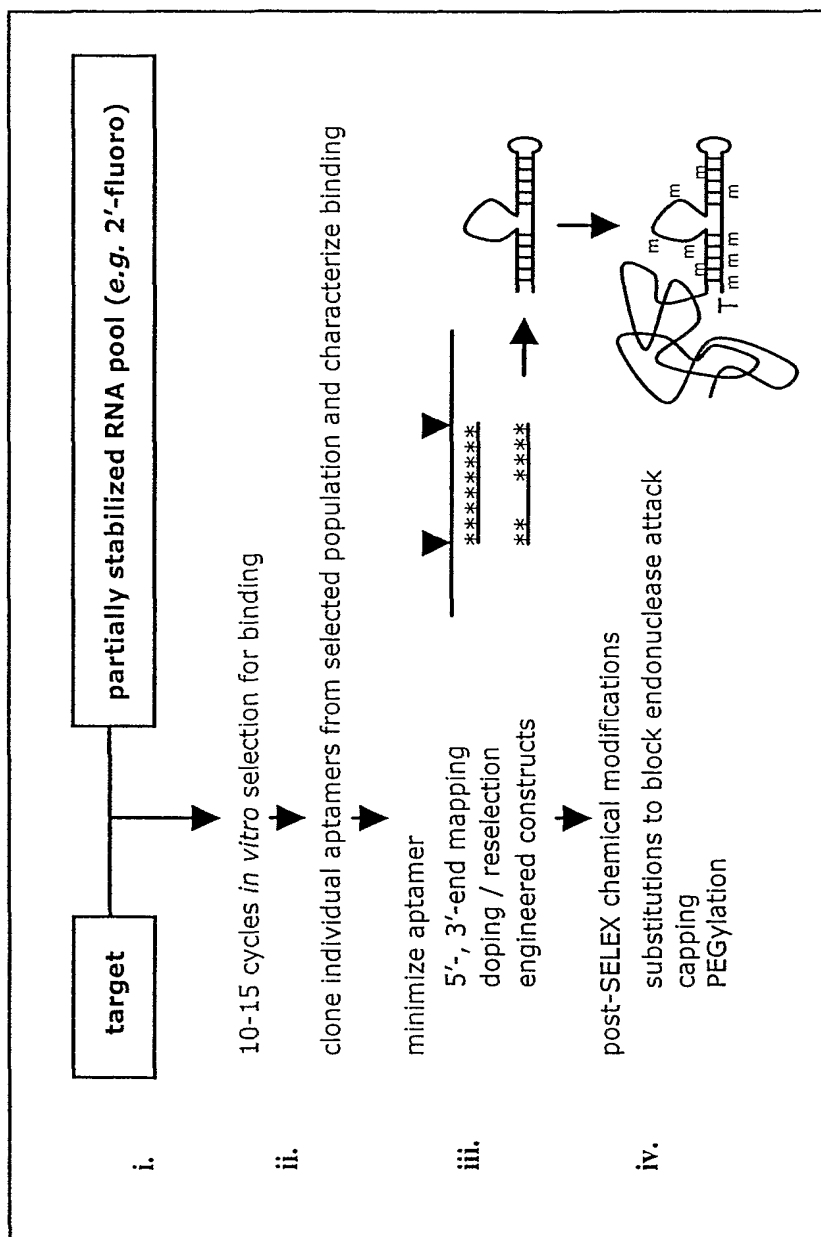 i.
target
partially stabilized RNA pool (e.g. 2'-fluoro)
10-15 cycles in vitro selection for binding
ii.
clone individual aptamers from selected population and characterize binding
iii.
minimize aptamer
5'-, 3'-end mapping
doping / reselection
*********
engineered constructs
** ****
iv.
post-SELEX chemical modifications
substitutions to block endonuclease attack
capping
PEGylation
m
m
m
m
m
m
m
m
m
T